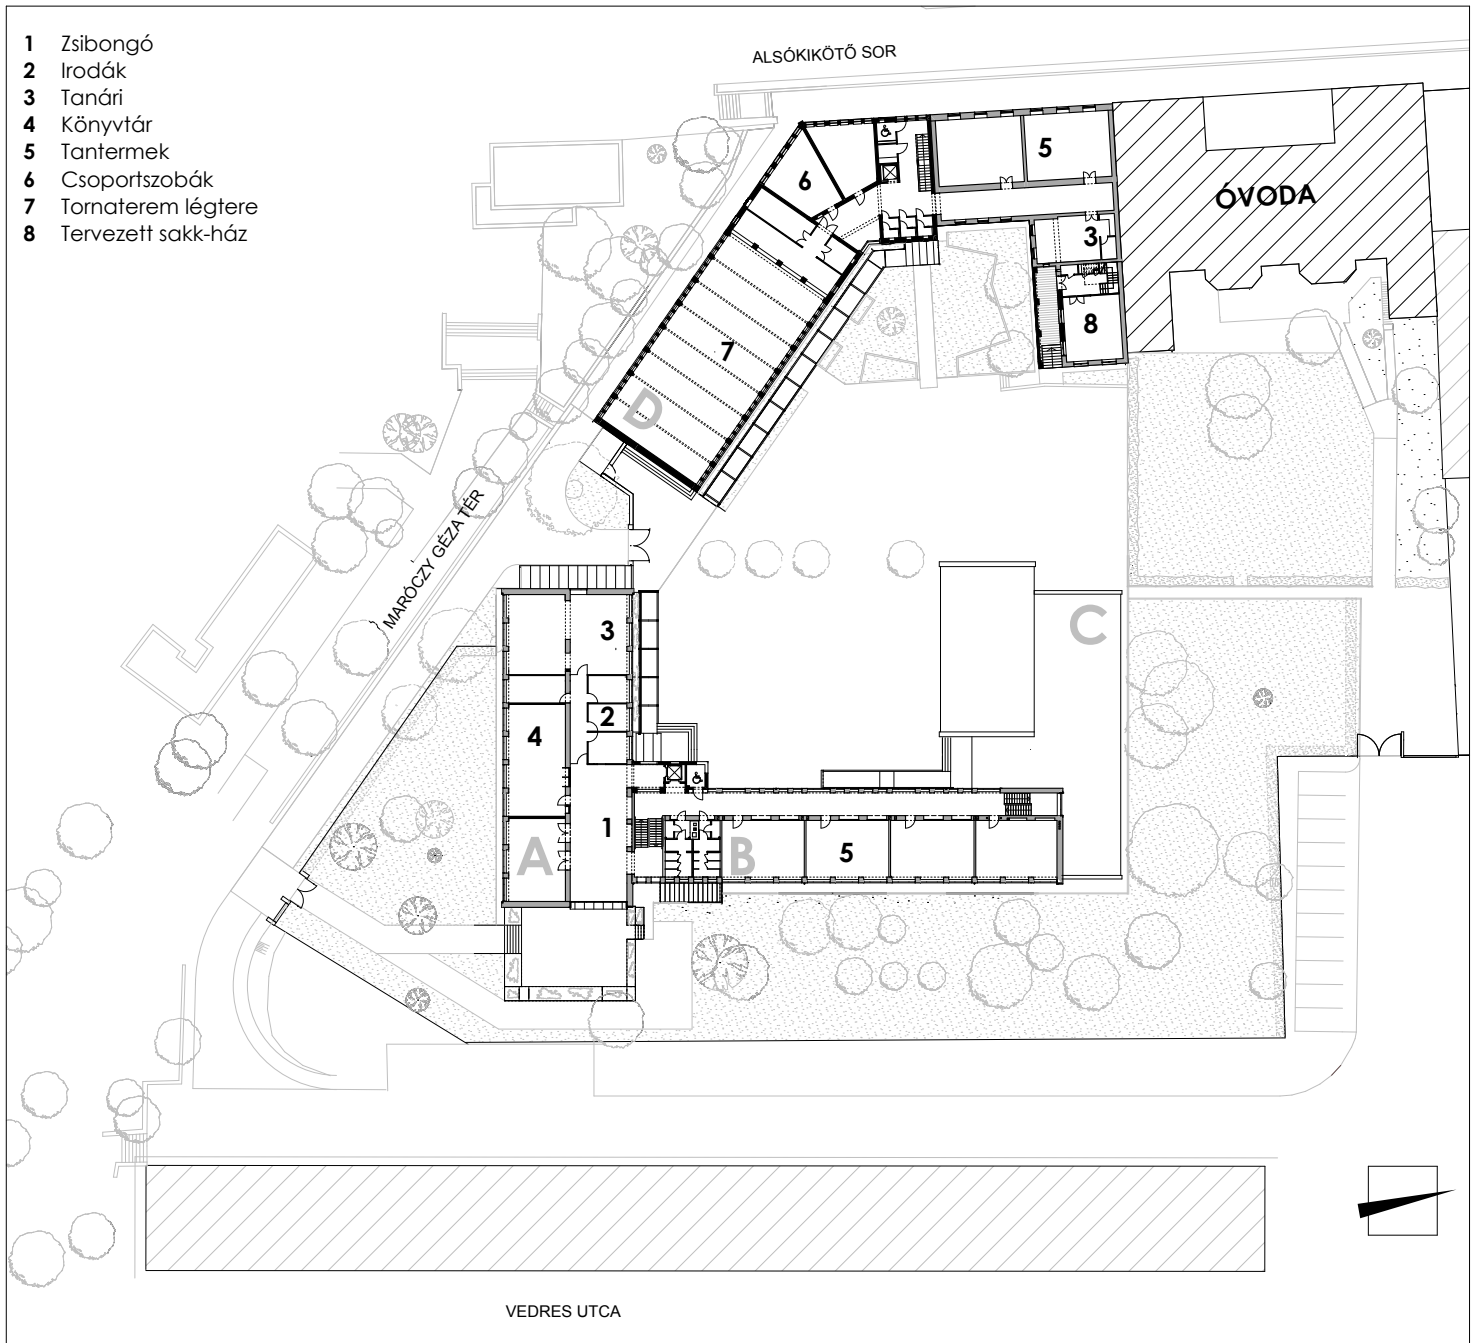 1 Zsibongó
2 Irodák
3 Tanári
4 Könyvtár
5 Tantermek
6 Csoportszobák
7 Tornaterem légtere
8 Tervezett sakk-ház
ALSÓKIKÖTŐ SOR
5
6
ÓVODA
3
8
7
D
MARÓCZY GÉZA TÉR
C
3
2
4
1
A
B
5
VEDRES UTCA